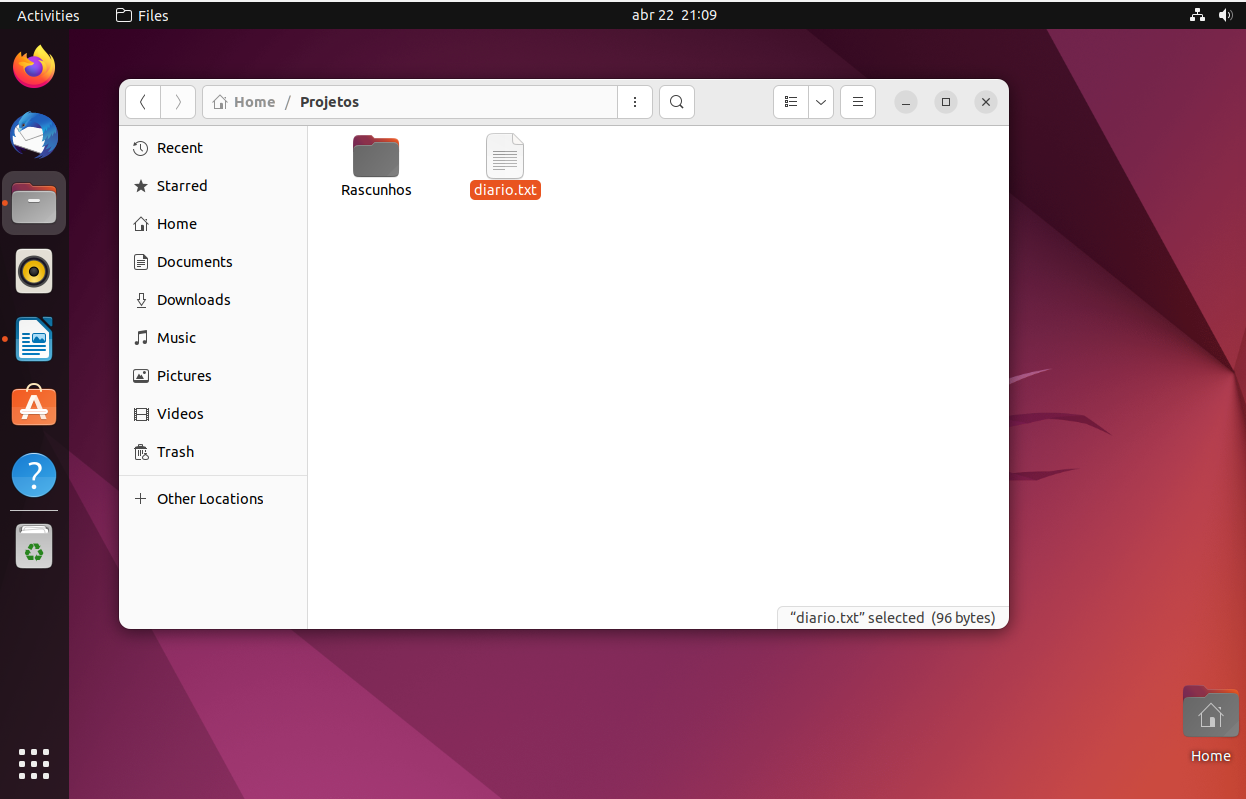 Activities
Files
abr 22 21:09
Home / Projetos
Recent
Starred
Home
Documents
Downloads
Music
Pictures
Videos
Trash
Other Locations
Rascunhos
diario.txt
“diario.txt” selected (96 bytes)
Home